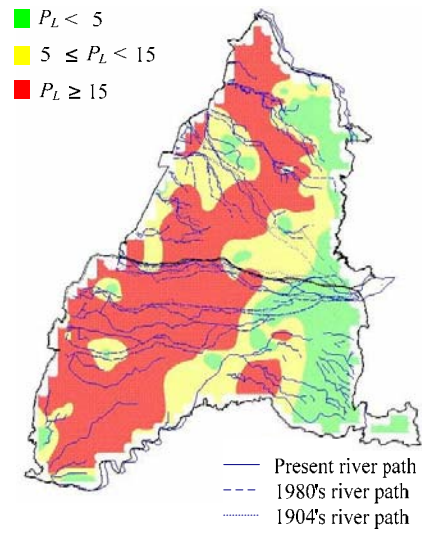 P_L < 5
5 ≤ P_L < 15
P_L ≥ 15
Present river path
1980's river path
1904's river path